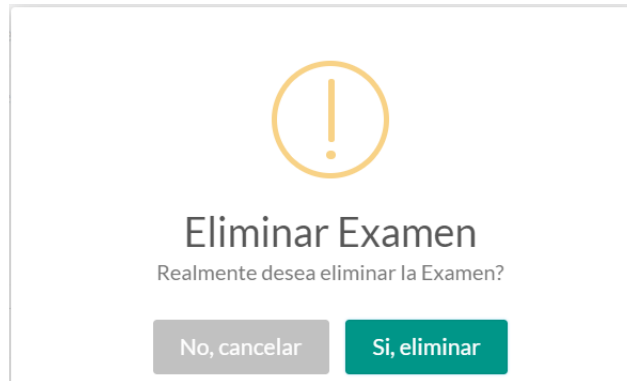 Eliminar Examen
Realmente desea eliminar la Examen?
No, cancelar Si, eliminar